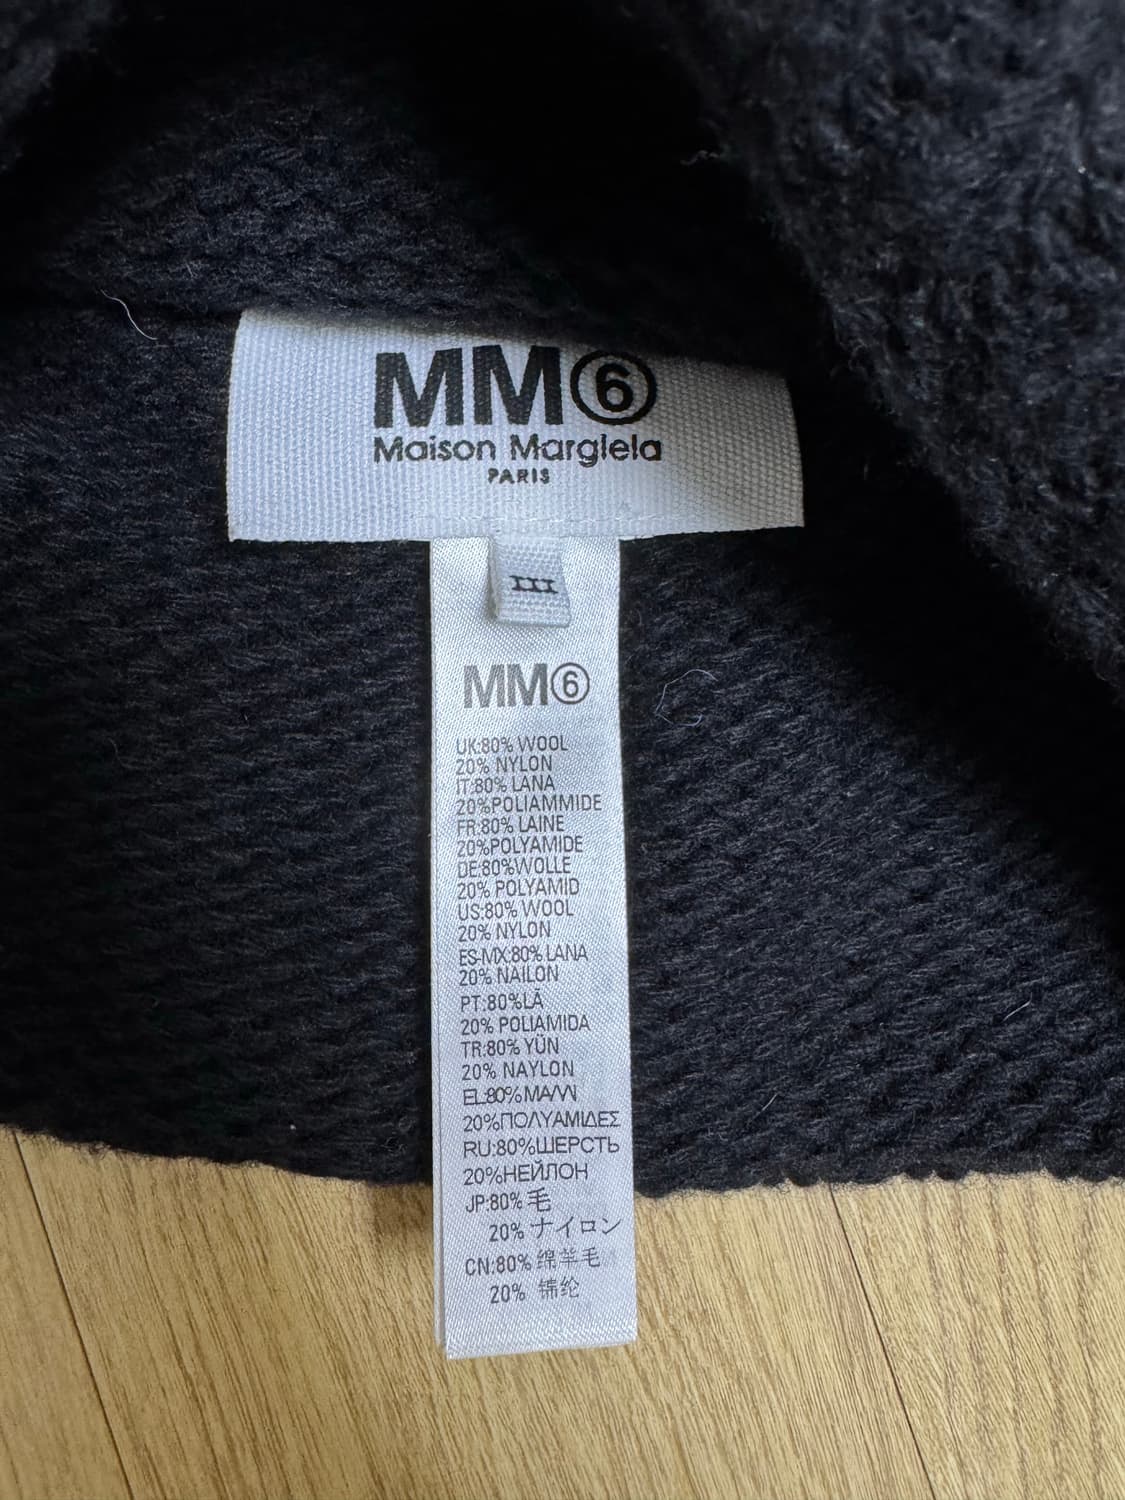 MM⑥
Maison Margiela
PARIS
III
MM⑥
UK:80% WOOL
20% NYLON
IT:80% LANA
20%POLIAMMIDE
FR:80% LAINE
20%POLYAMIDE
DE:80%WOLLE
20% POLYAMID
US:80% WOOL
20% NYLON
ES-MX:80% LANA
20% NAILON
PT:80%LÃ
20% POLIAMIDA
TR:80% YÜN
20% NAYLON
EL:80%
20%ΠΟΛΥΑΜΙΔΕΣ
RU:80%ШЕРСТЬ
20%НЕЙЛОН
JP:80% 毛
20% ナイロン
CN:80% 绵羊毛
20% 锦纶